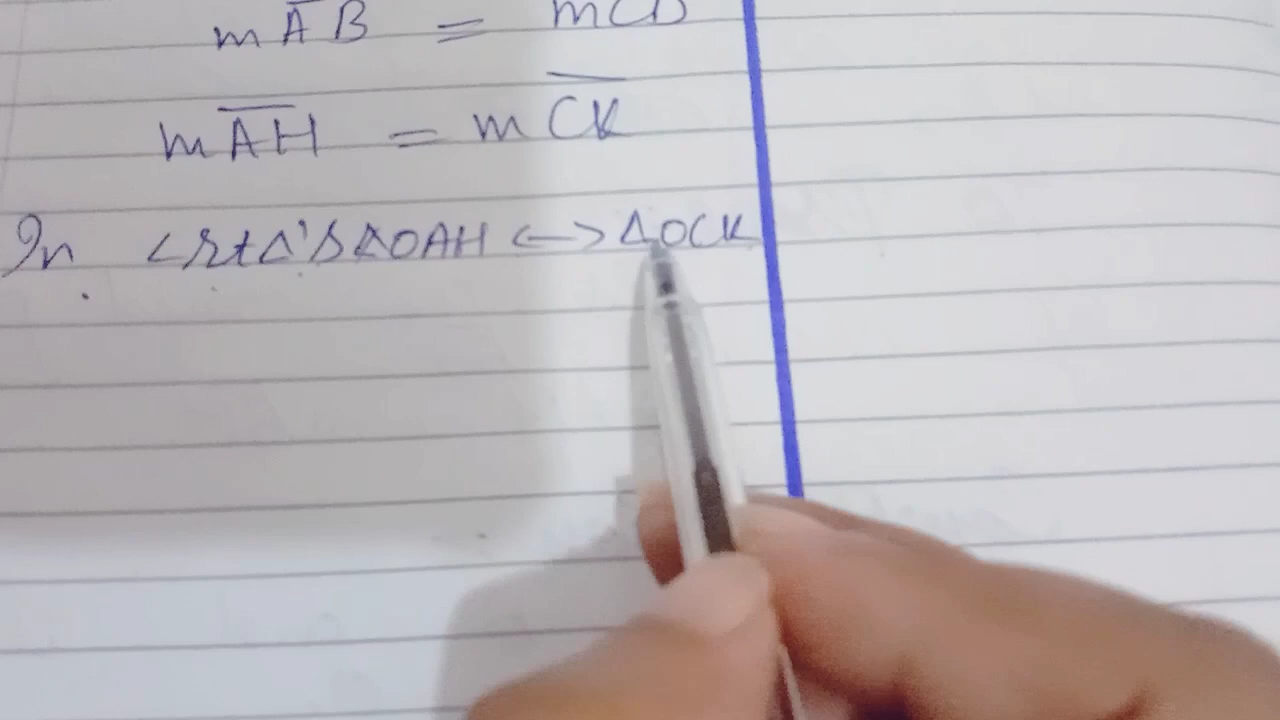 mAB = mCD
mAH = mCK
In <rt∆'s ∆OAH <-> ∆OCK